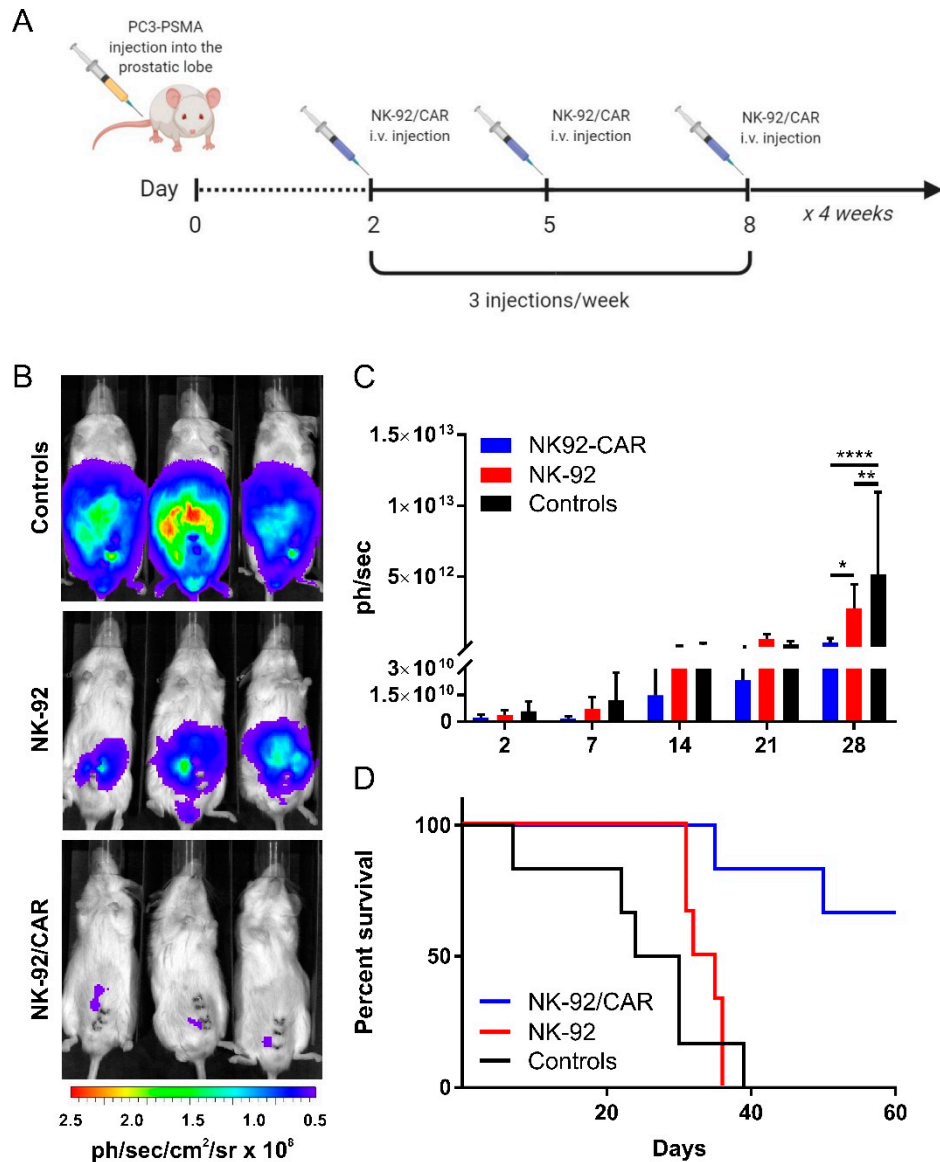 A
PC3-PSMA
injection into the
prostatic lobe
NK-92/CAR
i.v. injection
NK-92/CAR
i.v. injection
NK-92/CAR
i.v. injection
Day
0
2
5
8
x 4 weeks
3 injections/week
B
Controls
NK-92
NK-92/CAR
2.5 2.0 1.5 1.0 0.5
ph/sec/cm²/sr x 10⁸
C
NK92-CAR
NK-92
Controls
****
**
*
1.5×10¹³
1×10¹³
5×10¹²
3×10¹⁰
1.5×10¹⁰
0
ph/sec
2 7 14 21 28
D
100
50
0
Percent survival
NK-92/CAR
NK-92
Controls
20 40 60
Days